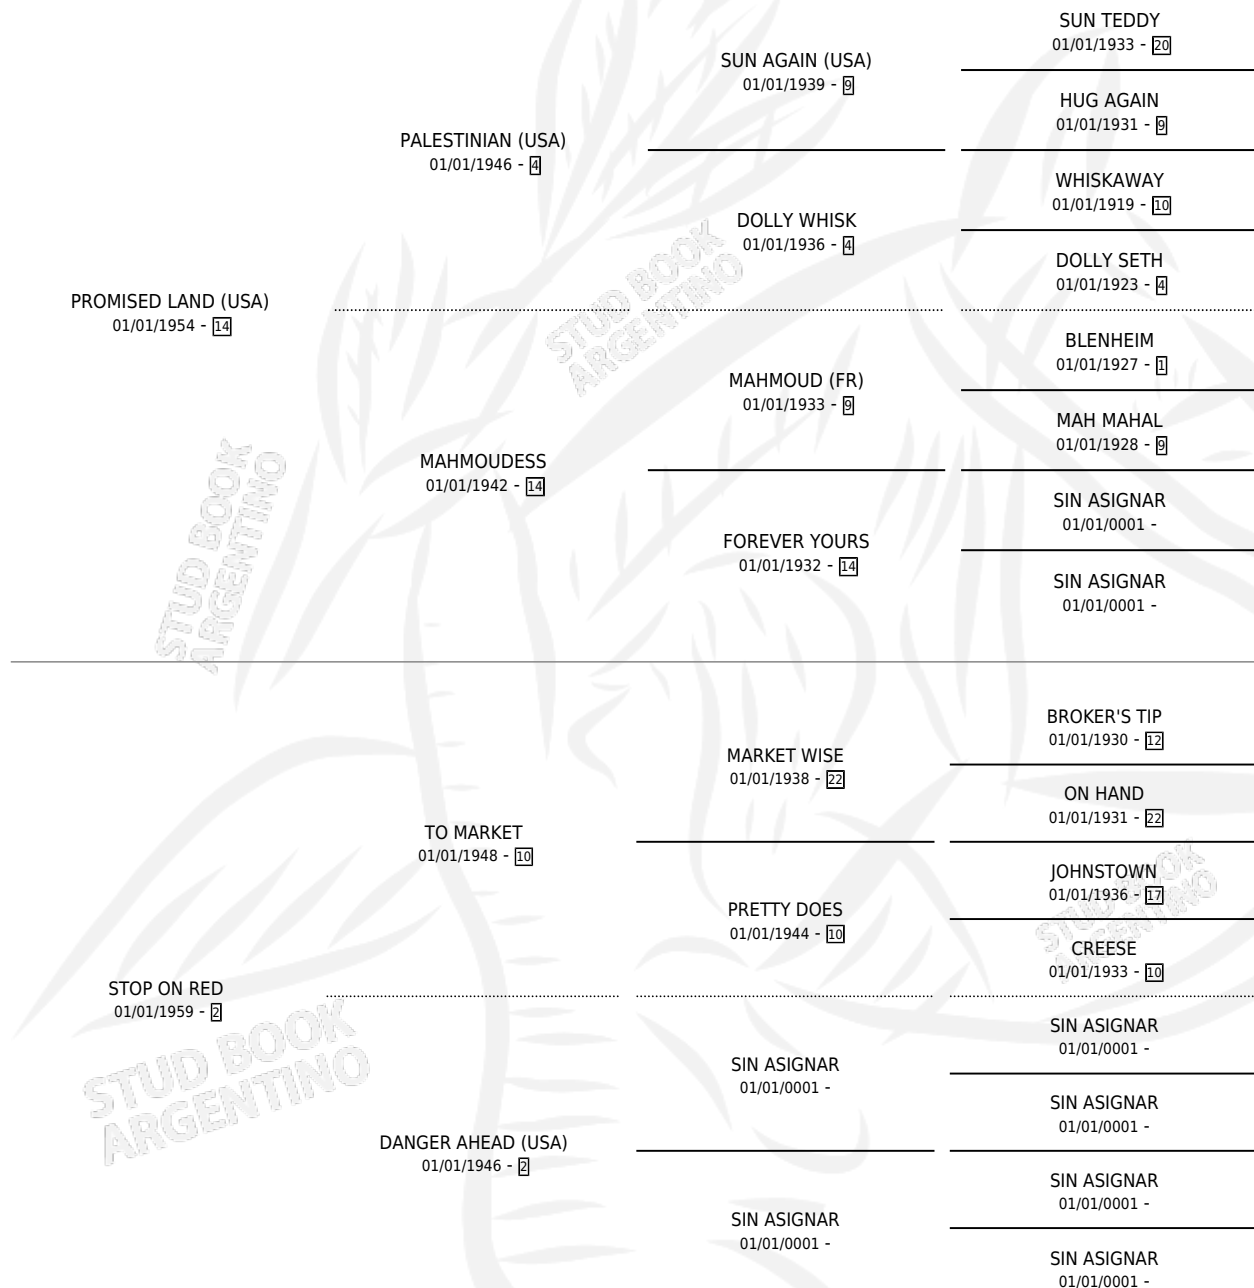 SUN TEDDY
01/01/1933 - 20
SUN AGAIN (USA)
01/01/1939 - 9
HUG AGAIN
01/01/1931 - 9
PALESTINIAN (USA)
01/01/1946 - 4
WHISKAWAY
01/01/1919 - 10
DOLLY WHISK
01/01/1936 - 4
DOLLY SETH
01/01/1923 - 4
PROMISED LAND (USA)
01/01/1954 - 14
STUD BOOK
ARGENTINO
BLENHEIM
01/01/1927 - 1
MAHMOUD (FR)
01/01/1933 - 9
MAH MAHAL
01/01/1928 - 9
MAHMOUDESS
01/01/1942 - 14
SIN ASIGNAR
01/01/0001 -
FOREVER YOURS
01/01/1932 - 14
SIN ASIGNAR
01/01/0001 -
STUD BOOK
ARGENTINO
BROKER'S TIP
01/01/1930 - 12
MARKET WISE
01/01/1938 - 22
ON HAND
01/01/1931 - 22
TO MARKET
01/01/1948 - 10
JOHNSTOWN
01/01/1936 - 17
PRETTY DOES
01/01/1944 - 10
CREESE
01/01/1933 - 10
STUD BOOK
ARGENTINO
STOP ON RED
01/01/1959 - 2
STUD BOOK
ARGENTINO
SIN ASIGNAR
01/01/0001 -
SIN ASIGNAR
01/01/0001 -
SIN ASIGNAR
01/01/0001 -
DANGER AHEAD (USA)
01/01/1946 - 2
SIN ASIGNAR
01/01/0001 -
SIN ASIGNAR
01/01/0001 -
SIN ASIGNAR
01/01/0001 -